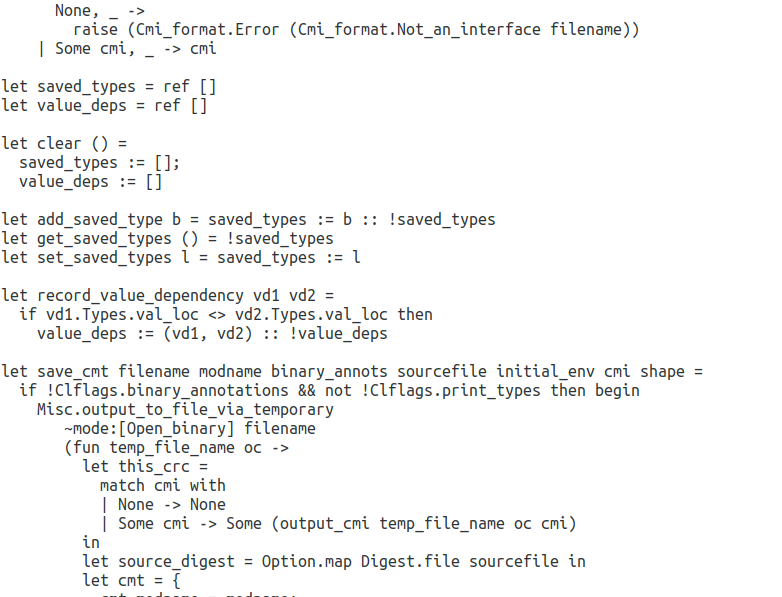 None, _ ->
raise (Cmi_format.Error (Cmi_format.Not_an_interface filename))
| Some cmi, _ -> cmi
let saved_types = ref []
let value_deps = ref []
let clear () =
saved_types := [];
value_deps := []
let add_saved_type b = saved_types := b :: !saved_types
let get_saved_types () = !saved_types
let set_saved_types l = saved_types := l
let record_value_dependency vd1 vd2 =
if vd1.Types.val_loc <> vd2.Types.val_loc then
value_deps := (vd1, vd2) :: !value_deps
let save_cmt filename modname binary_annots sourcefile initial_env cmi shape =
if !Clflags.binary_annotations && not !Clflags.print_types then begin
Misc.output_to_file_via_temporary
~mode:[Open_binary] filename
(fun temp_file_name oc ->
let this_crc =
match cmi with
| None -> None
| Some cmi -> Some (output_cmi temp_file_name oc cmi)
in
let source_digest = Option.map Digest.file sourcefile in
let cmt = {